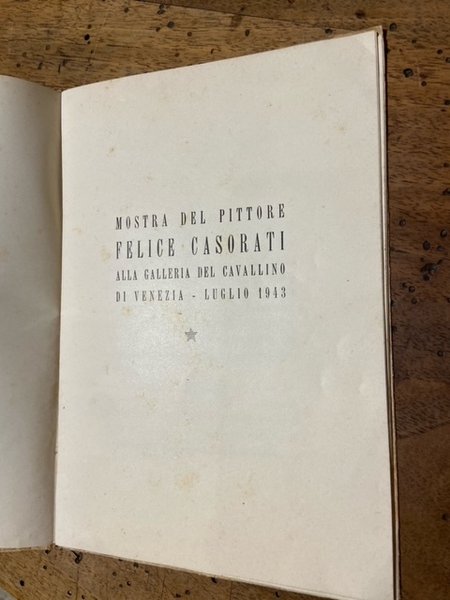 MOSTRA DEL PITTORE
FELICE CASORATI
ALLA GALLERIA DEL CAVALLINO
DI VENEZIA - LUGLIO 1943